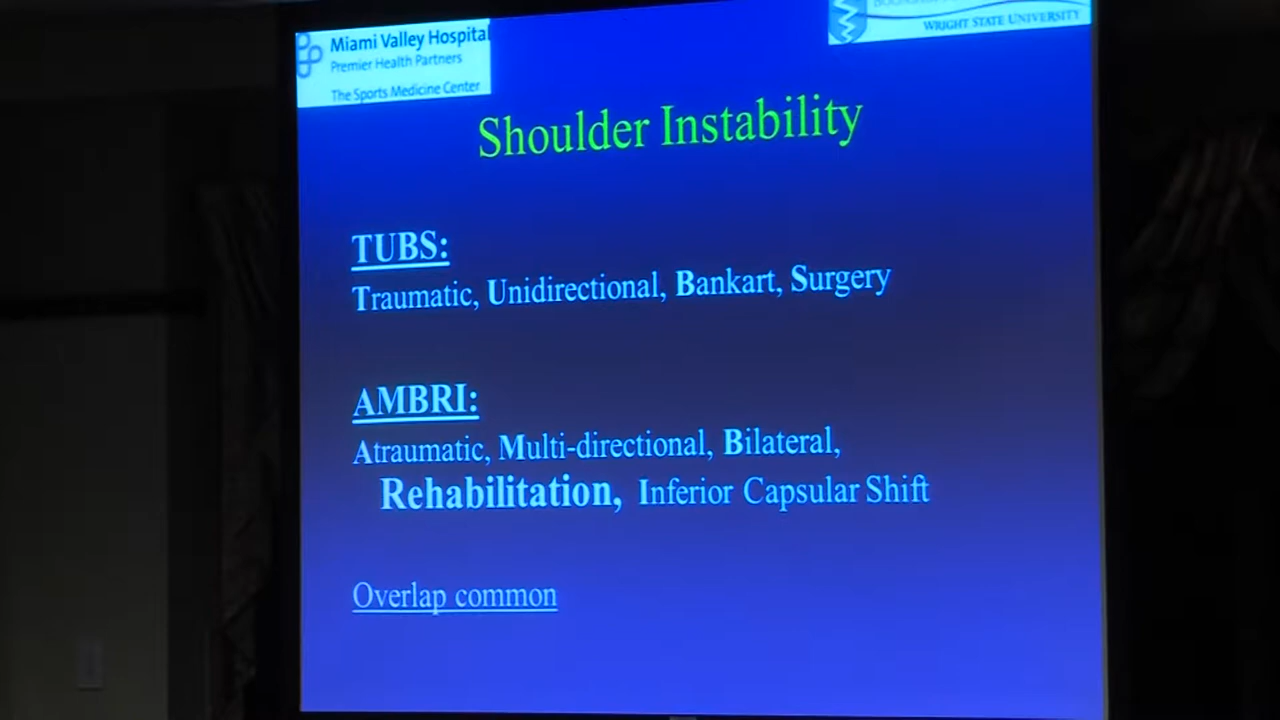 Miami Valley Hospital
Premier Health Partners
The Sports Medicine Center
WRIGHT STATE UNIVERSITY
Shoulder Instability
TUBS:
Traumatic, Unidirectional, Bankart, Surgery
AMBRI:
Atraumatic, Multi-directional, Bilateral,
Rehabilitation, Inferior Capsular Shift
Overlap common